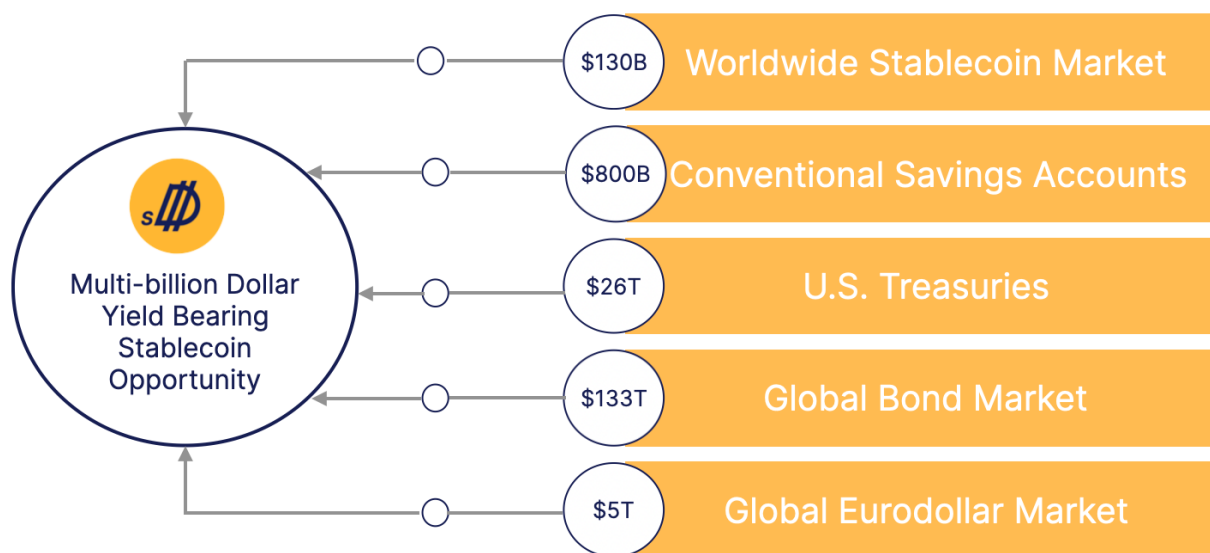 $130B Worldwide Stablecoin Market
$800B Conventional Savings Accounts
s
Multi-billion Dollar
Yield Bearing
Stablecoin
Opportunity
$26T U.S. Treasuries
$133T Global Bond Market
$5T Global Eurodollar Market